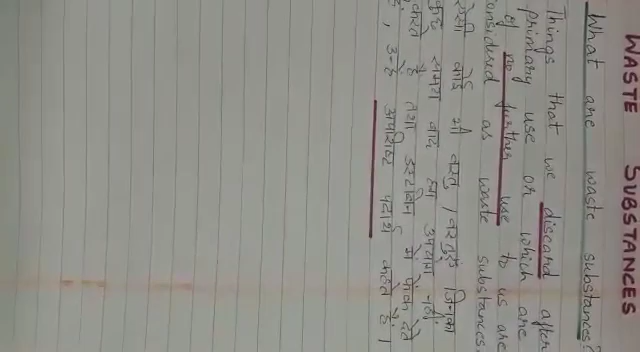 WASTE SUBSTANCES
What are waste substances?
Things that we discard after
primary use or which are
of no further use to us are
considered as waste substances
ऐसी कोई भी वस्तु / वस्तुएँ जिनका
कुछ समय बाद हम उपयोग नहीं
करते हैं तथा डस्टबिन में फेंक देते
हैं, उन्हें अपशिष्ट पदार्थ कहते हैं।